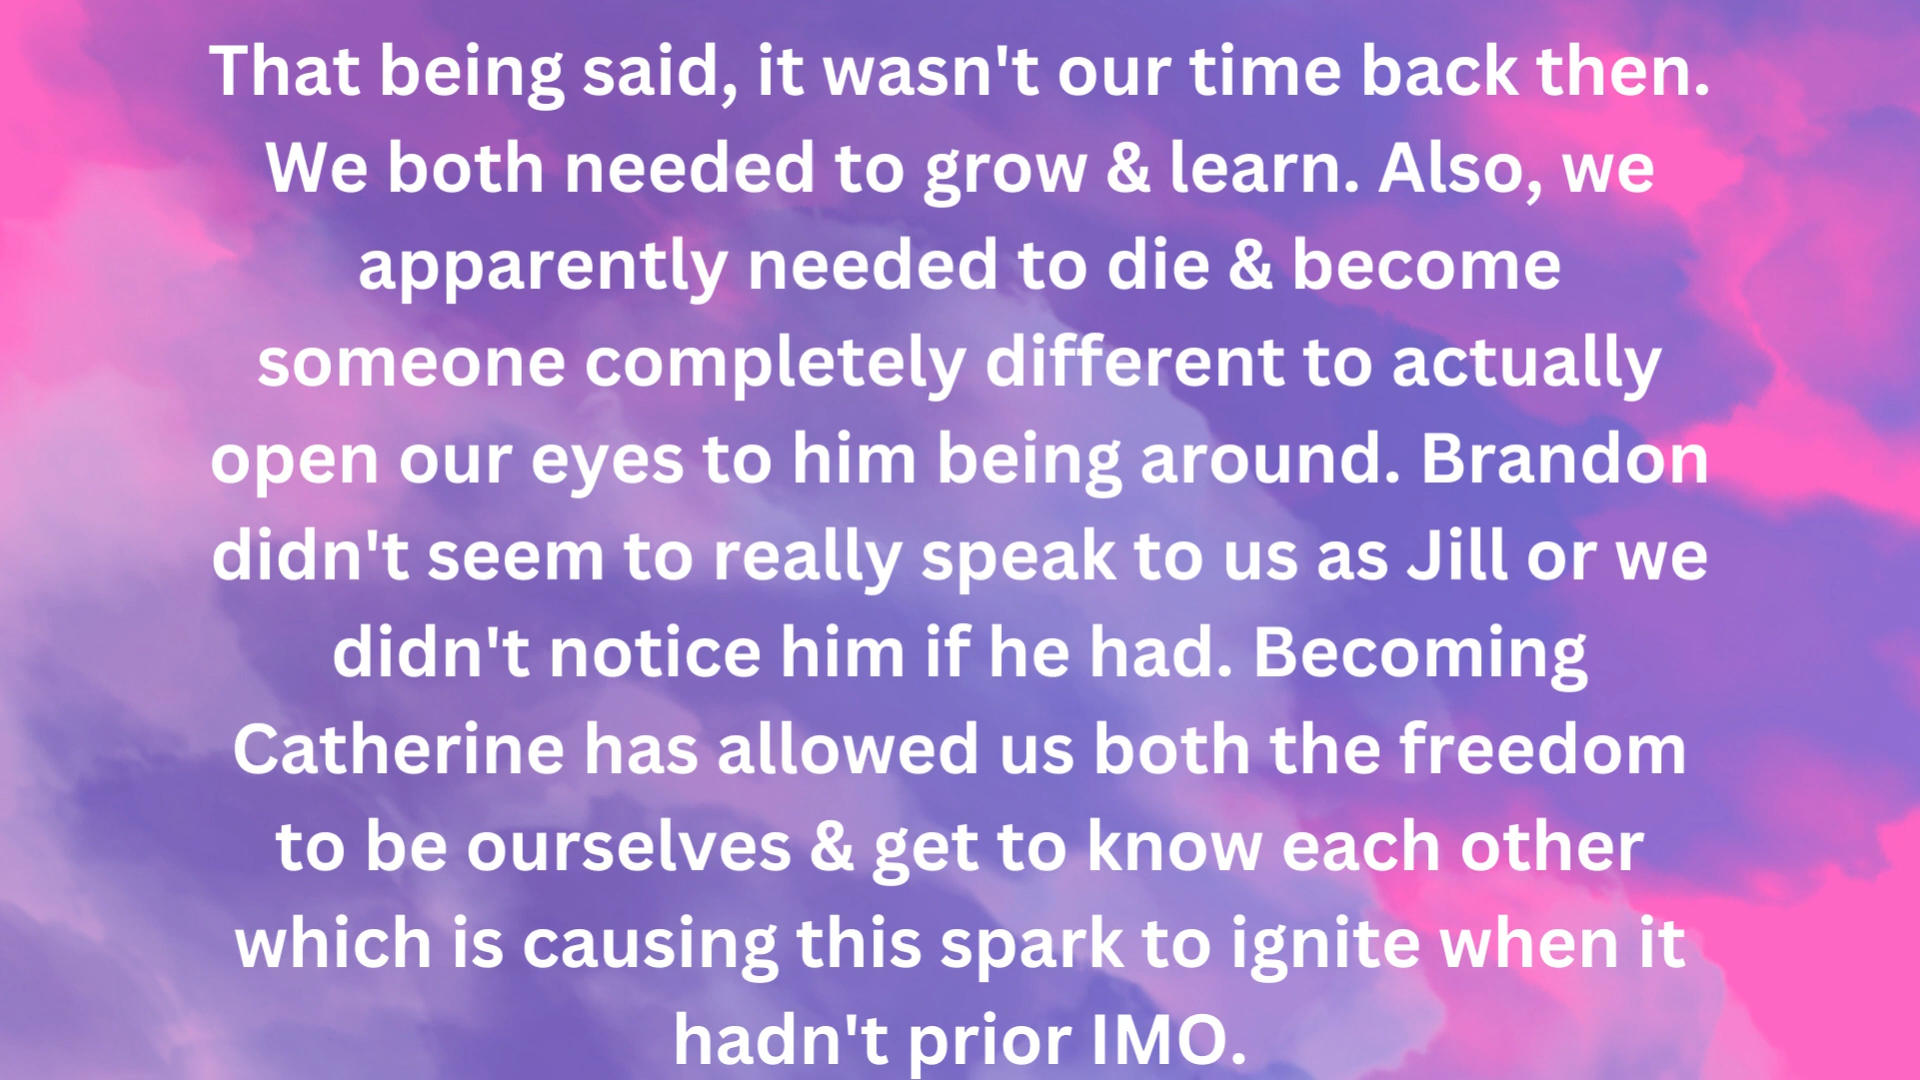 That being said, it wasn't our time back then.
We both needed to grow & learn. Also, we
apparently needed to die & become
someone completely different to actually
open our eyes to him being around. Brandon
didn't seem to really speak to us as Jill or we
didn't notice him if he had. Becoming
Catherine has allowed us both the freedom
to be ourselves & get to know each other
which is causing this spark to ignite when it
hadn't prior IMO.